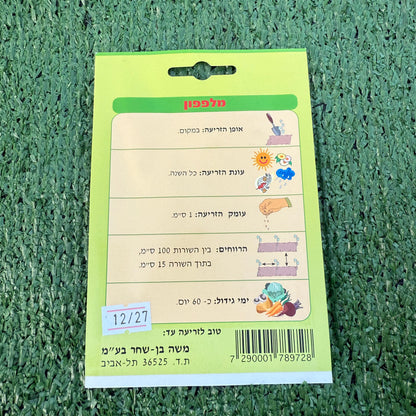 מלפפון
אופן הזריעה: במקום.
עונת הזריעה: כל השנה.
עומק הזריעה: 1 ס״מ.
הרווחים: בין השורות 100 ס״מ,
בתוך השורה 15 ס״מ.
ימי גידול: כ- 60 יום.
טוב לזריעה עד:
12/27
משה בן-שחר בע״מ
ת.ד. 36525 תל-אביב
7 290001 789728